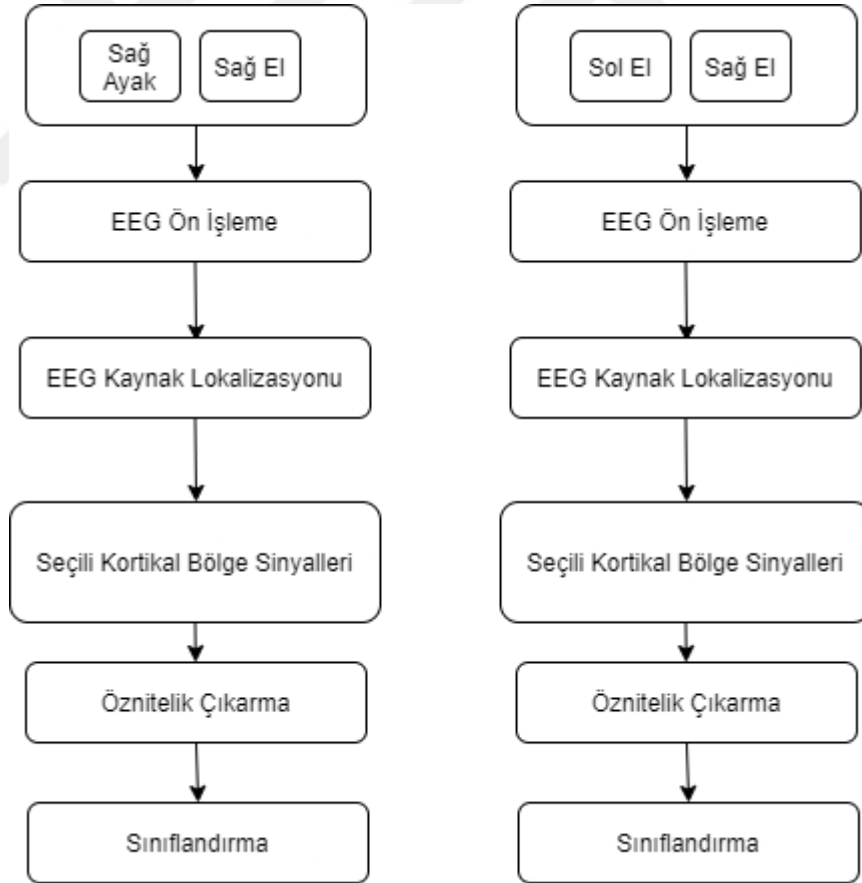 Sağ
Ayak
Sağ El
EEG Ön İşleme
EEG Kaynak Lokalizasyonu
Seçili Kortikal Bölge Sinyalleri
Öznitelik Çıkarma
Sınıflandırma
Sol El
Sağ El
EEG Ön İşleme
EEG Kaynak Lokalizasyonu
Seçili Kortikal Bölge Sinyalleri
Öznitelik Çıkarma
Sınıflandırma